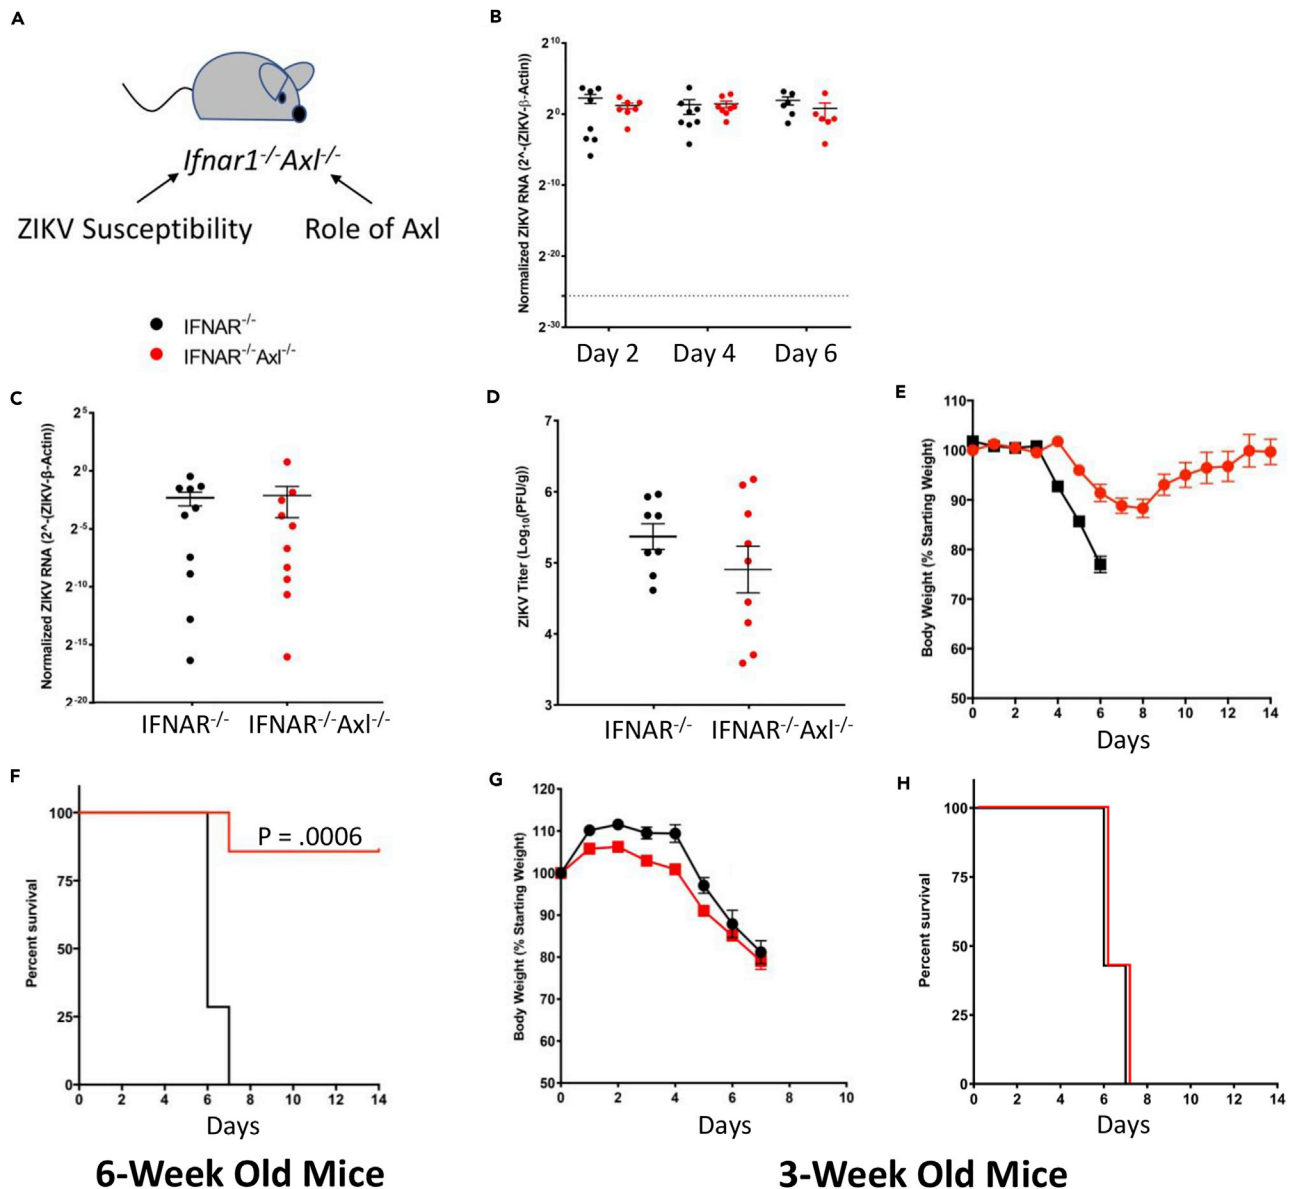 A
Ifnar1-/-Axl-/-
ZIKV Susceptibility
Role of Axl
IFNAR-/-
IFNAR-/-Axl-/-
B
Normalized ZIKV RNA (2^-(ZIKV-β-Actin))
2^10
2^0
2^-10
2^-20
2^-30
Day 2
Day 4
Day 6
C
Normalized ZIKV RNA (2^-(ZIKV-β-Actin))
2^5
2^0
2^-5
2^-10
2^-15
2^-20
IFNAR-/-
IFNAR-/-Axl-/-
D
ZIKV Titer (Log10(PFU/g))
7
6
5
4
3
IFNAR-/-
IFNAR-/-Axl-/-
E
Body Weight (% Starting Weight)
110
100
90
80
70
60
50
0 2 4 6 8 10 12 14
Days
F
Percent survival
100
75
50
25
0
P = .0006
0 2 4 6 8 10 12 14
Days
G
Body Weight (% Starting Weight)
120
110
100
90
80
70
60
50
0 2 4 6 8 10
Days
H
Percent survival
100
75
50
25
0
0 2 4 6 8 10 12 14
Days
6-Week Old Mice
3-Week Old Mice